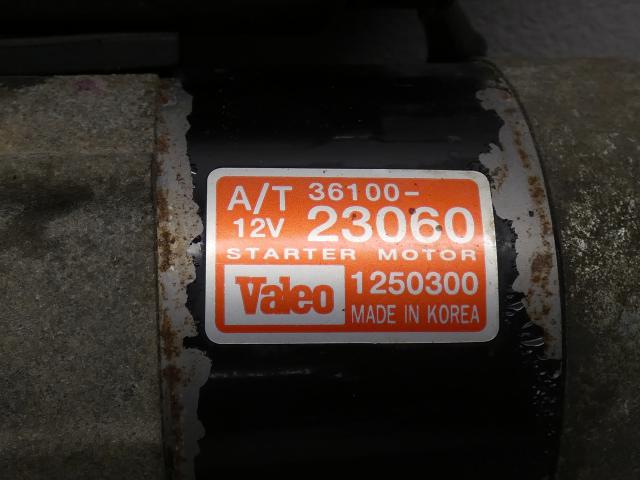 A/T 36100-
12V 23060
STARTER MOTOR
Valeo 1250300
MADE IN KOREA